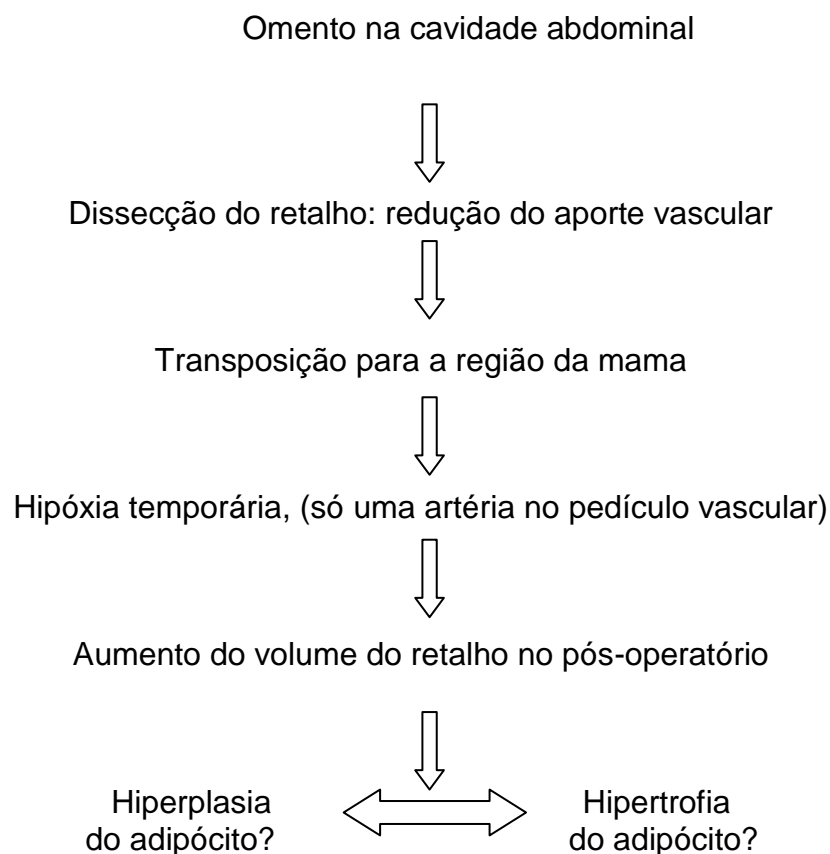 Omento na cavidade abdominal
Dissecção do retalho: redução do aporte vascular
Transposição para a região da mama
Hipóxia temporária, (só uma artéria no pedículo vascular)
Aumento do volume do retalho no pós-operatório
Hiperplasia
do adipócito?
Hipertrofia
do adipócito?